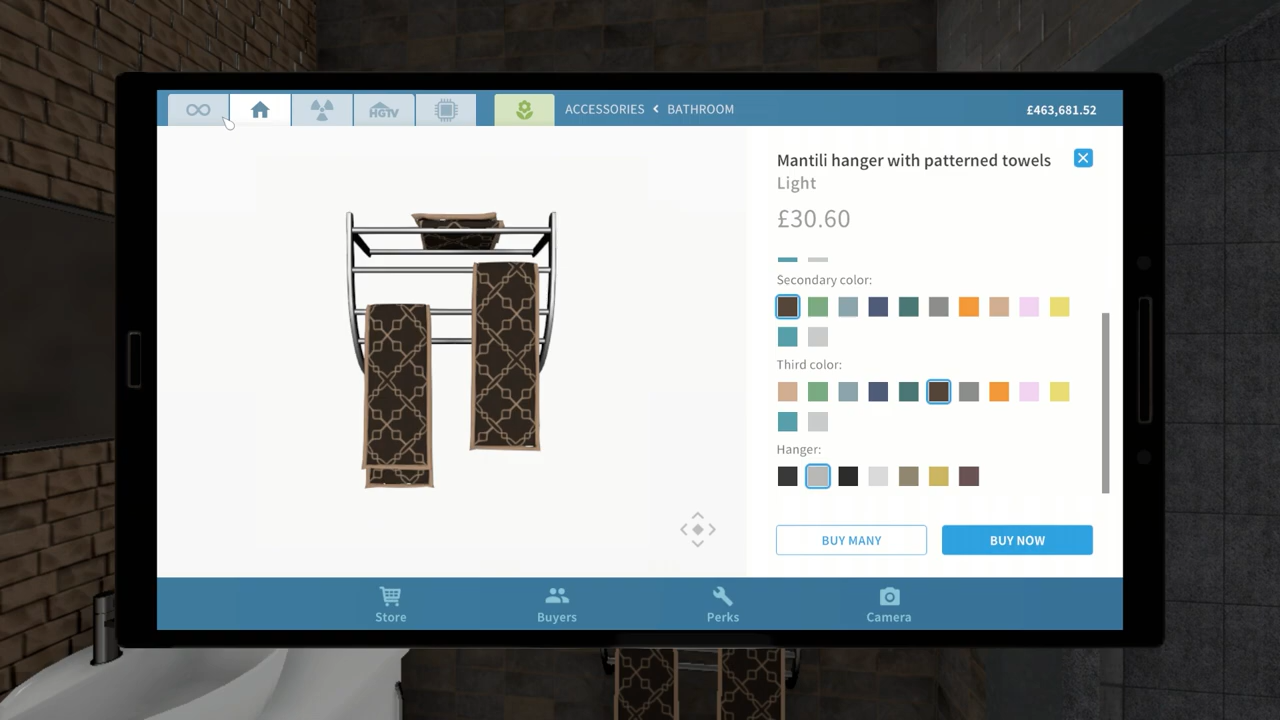 HGTV
ACCESSORIES < BATHROOM
£463,681.52
Mantili hanger with patterned towels
Light
£30.60
Secondary color:
Third color:
Hanger:
BUY MANY
BUY NOW
Store
Buyers
Perks
Camera